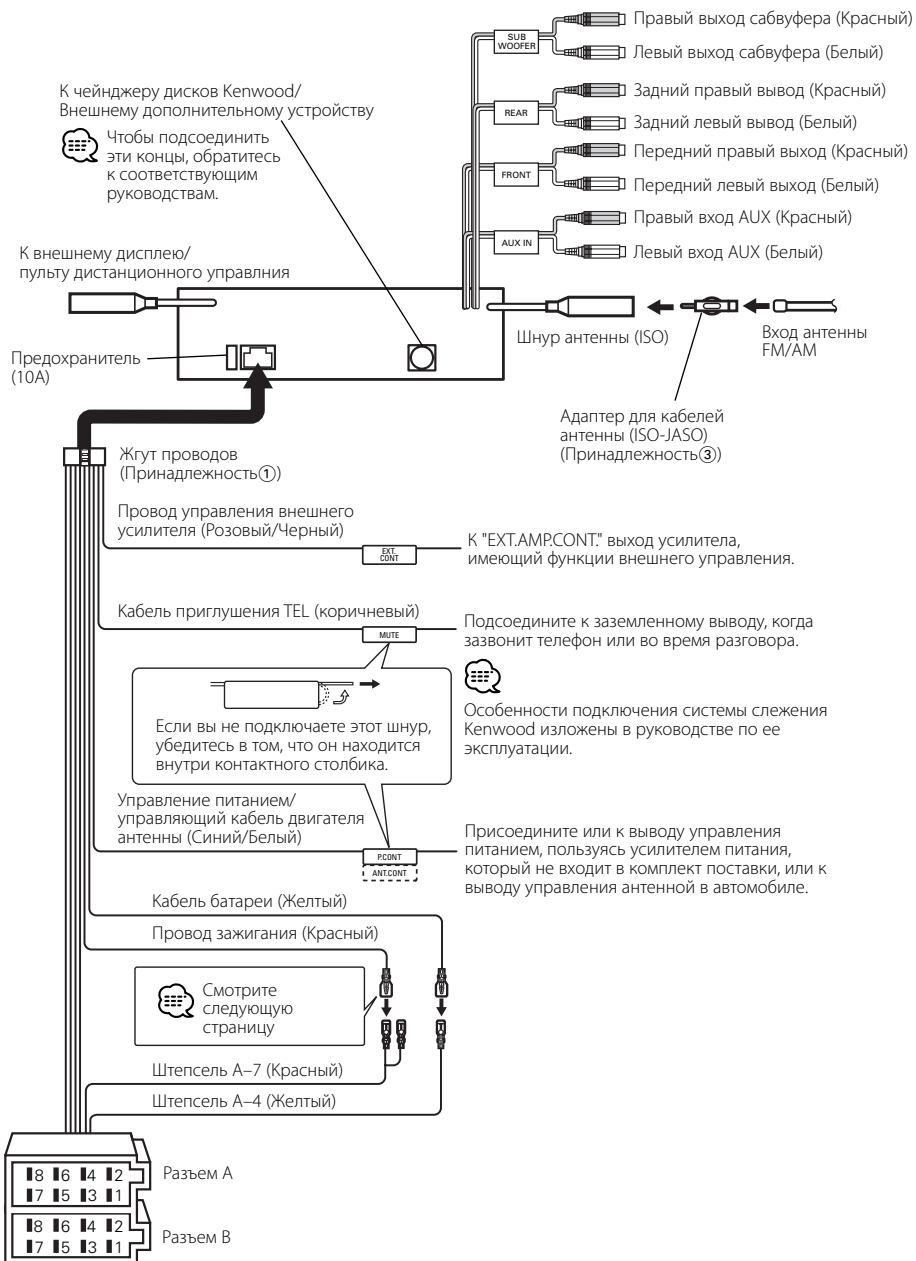 SUB
WOOFER
Правый выход сабвуфера (Красный)
Левый выход сабвуфера (Белый)
К чейнджеру дисков Kenwood/
Внешнему дополнительному устройству
REAR
Задний правый вывод (Красный)
Задний левый вывод (Белый)
Чтобы подсоединить
эти концы, обратитесь
к соответствующим
руководствам.
FRONT
Передний правый выход (Красный)
Передний левый выход (Белый)
AUX IN
Правый вход AUX (Красный)
Левый вход AUX (Белый)
К внешнему дисплею/
пульту дистанционного управлния
Шнур антенны (ISO)
Вход антенны
FM/AM
Предохранитель
(10A)
Адаптер для кабелей
антенны (ISO-JASO)
(Принадлежность③)
Жгут проводов
(Принадлежность①)
Провод управления внешнего
усилителя (Розовый/Черный)
EXT.
CONT
К "EXT.AMP.CONT." выход усилитела,
имеющий функции внешнего управления.
Кабель приглушения TEL (коричневый)
MUTE
Подсоедините к заземленному выводу, когда
зазвонит телефон или во время разговора.
Если вы не подключаете этот шнур,
убедитесь в том, что он находится
внутри контактного столбика.
Особенности подключения системы слежения
Kenwood изложены в руководстве по ее
эксплуатации.
Управление питанием/
управляющий кабель двигателя
антенны (Синий/Белый)
P.CONT
ANT.CONT
Присоедините или к выводу управления
питанием, пользуясь усилителем питания,
который не входит в комплект поставки, или к
выводу управления антенной в автомобиле.
Кабель батареи (Желтый)
Провод зажигания (Красный)
Смотрите
следующую
страницу
Штепсель А–7 (Красный)
Штепсель А–4 (Желтый)
8 6 4 2
7 5 3 1
Разъем А
8 6 4 2
7 5 3 1
Разъем В